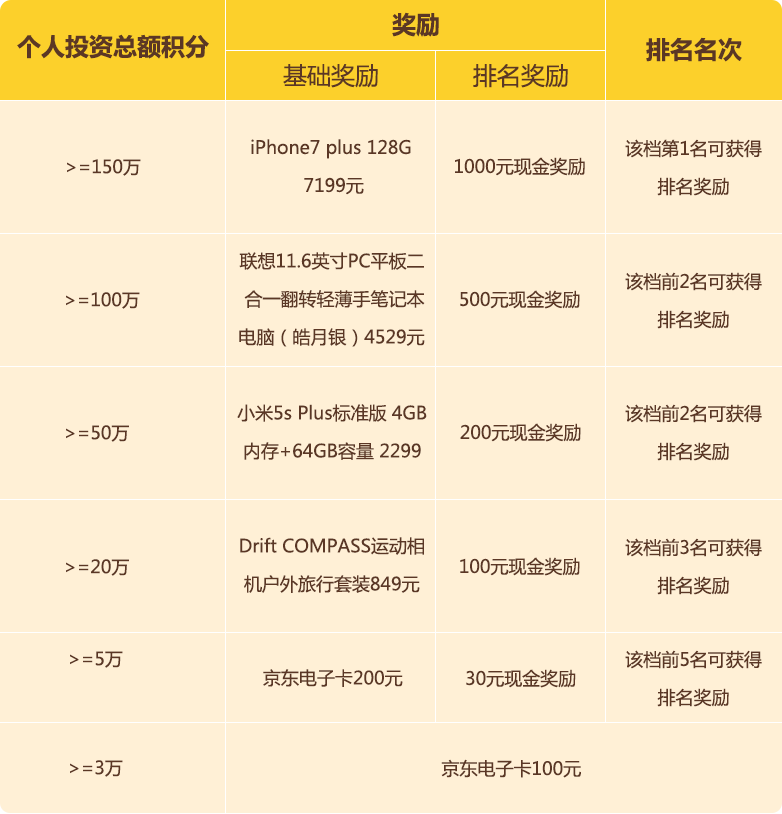 个人投资总额积分
奖励
排名名次
基础奖励
排名奖励
>=150万
iPhone7 plus 128G
7199元
1000元现金奖励
该档第1名可获得
排名奖励
>=100万
联想11.6英寸PC平板二
合一翻转轻薄手笔记本
电脑（皓月银）4529元
500元现金奖励
该档前2名可获得
排名奖励
>=50万
小米5s Plus标准版 4GB
内存+64GB容量 2299
200元现金奖励
该档前2名可获得
排名奖励
>=20万
Drift COMPASS运动相
机户外旅行套装849元
100元现金奖励
该档前3名可获得
排名奖励
>=5万
京东电子卡200元
30元现金奖励
该档前5名可获得
排名奖励
>=3万
京东电子卡100元